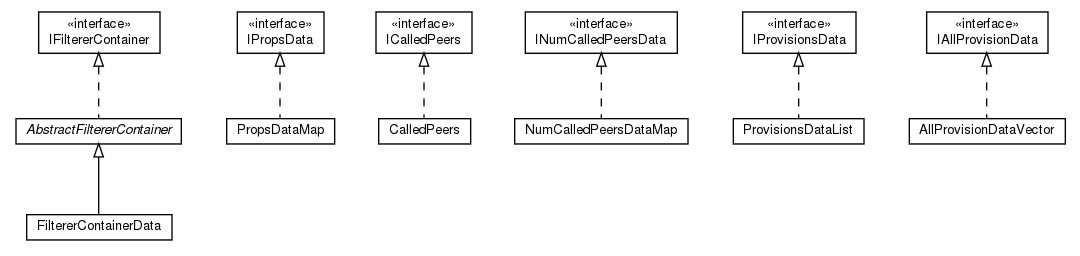 «interface»
IFiltererContainer
«interface»
IPropsData
«interface»
ICalledPeers
«interface»
INumCalledPeersData
«interface»
IProvisionsData
«interface»
IAllProvisionData
AbstractFiltererContainer
PropsDataMap
CalledPeers
NumCalledPeersDataMap
ProvisionsDataList
AllProvisionDataVector
FiltererContainerData